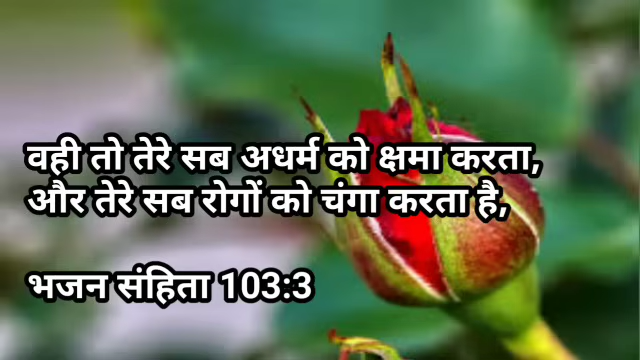 वही तो तेरे सब अधर्म को क्षमा करता,
और तेरे सब रोगों को चंगा करता है,
भजन संहिता 103:3